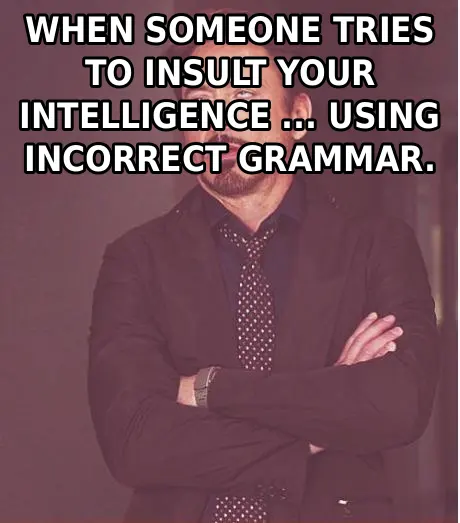 WHEN SOMEONE TRIES
TO INSULT YOUR
INTELLIGENCE ... USING
INCORRECT GRAMMAR.